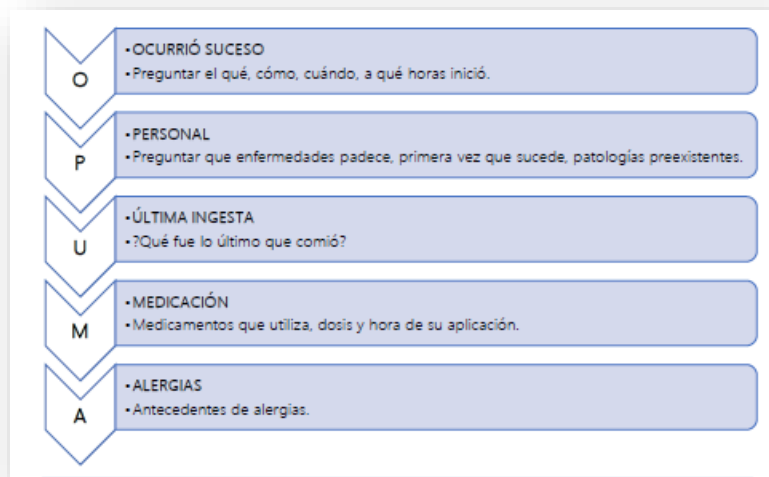 O
•OCURRIÓ SUCESO
•Preguntar el qué, cómo, cuándo, a qué horas inició.
P
•PERSONAL
•Preguntar que enfermedades padece, primera vez que sucede, patologías preexistentes.
U
•ÚLTIMA INGESTA
•?Qué fue lo último que comió?
M
•MEDICACIÓN
•Medicamentos que utiliza, dosis y hora de su aplicación.
A
•ALERGIAS
•Antecedentes de alergias.